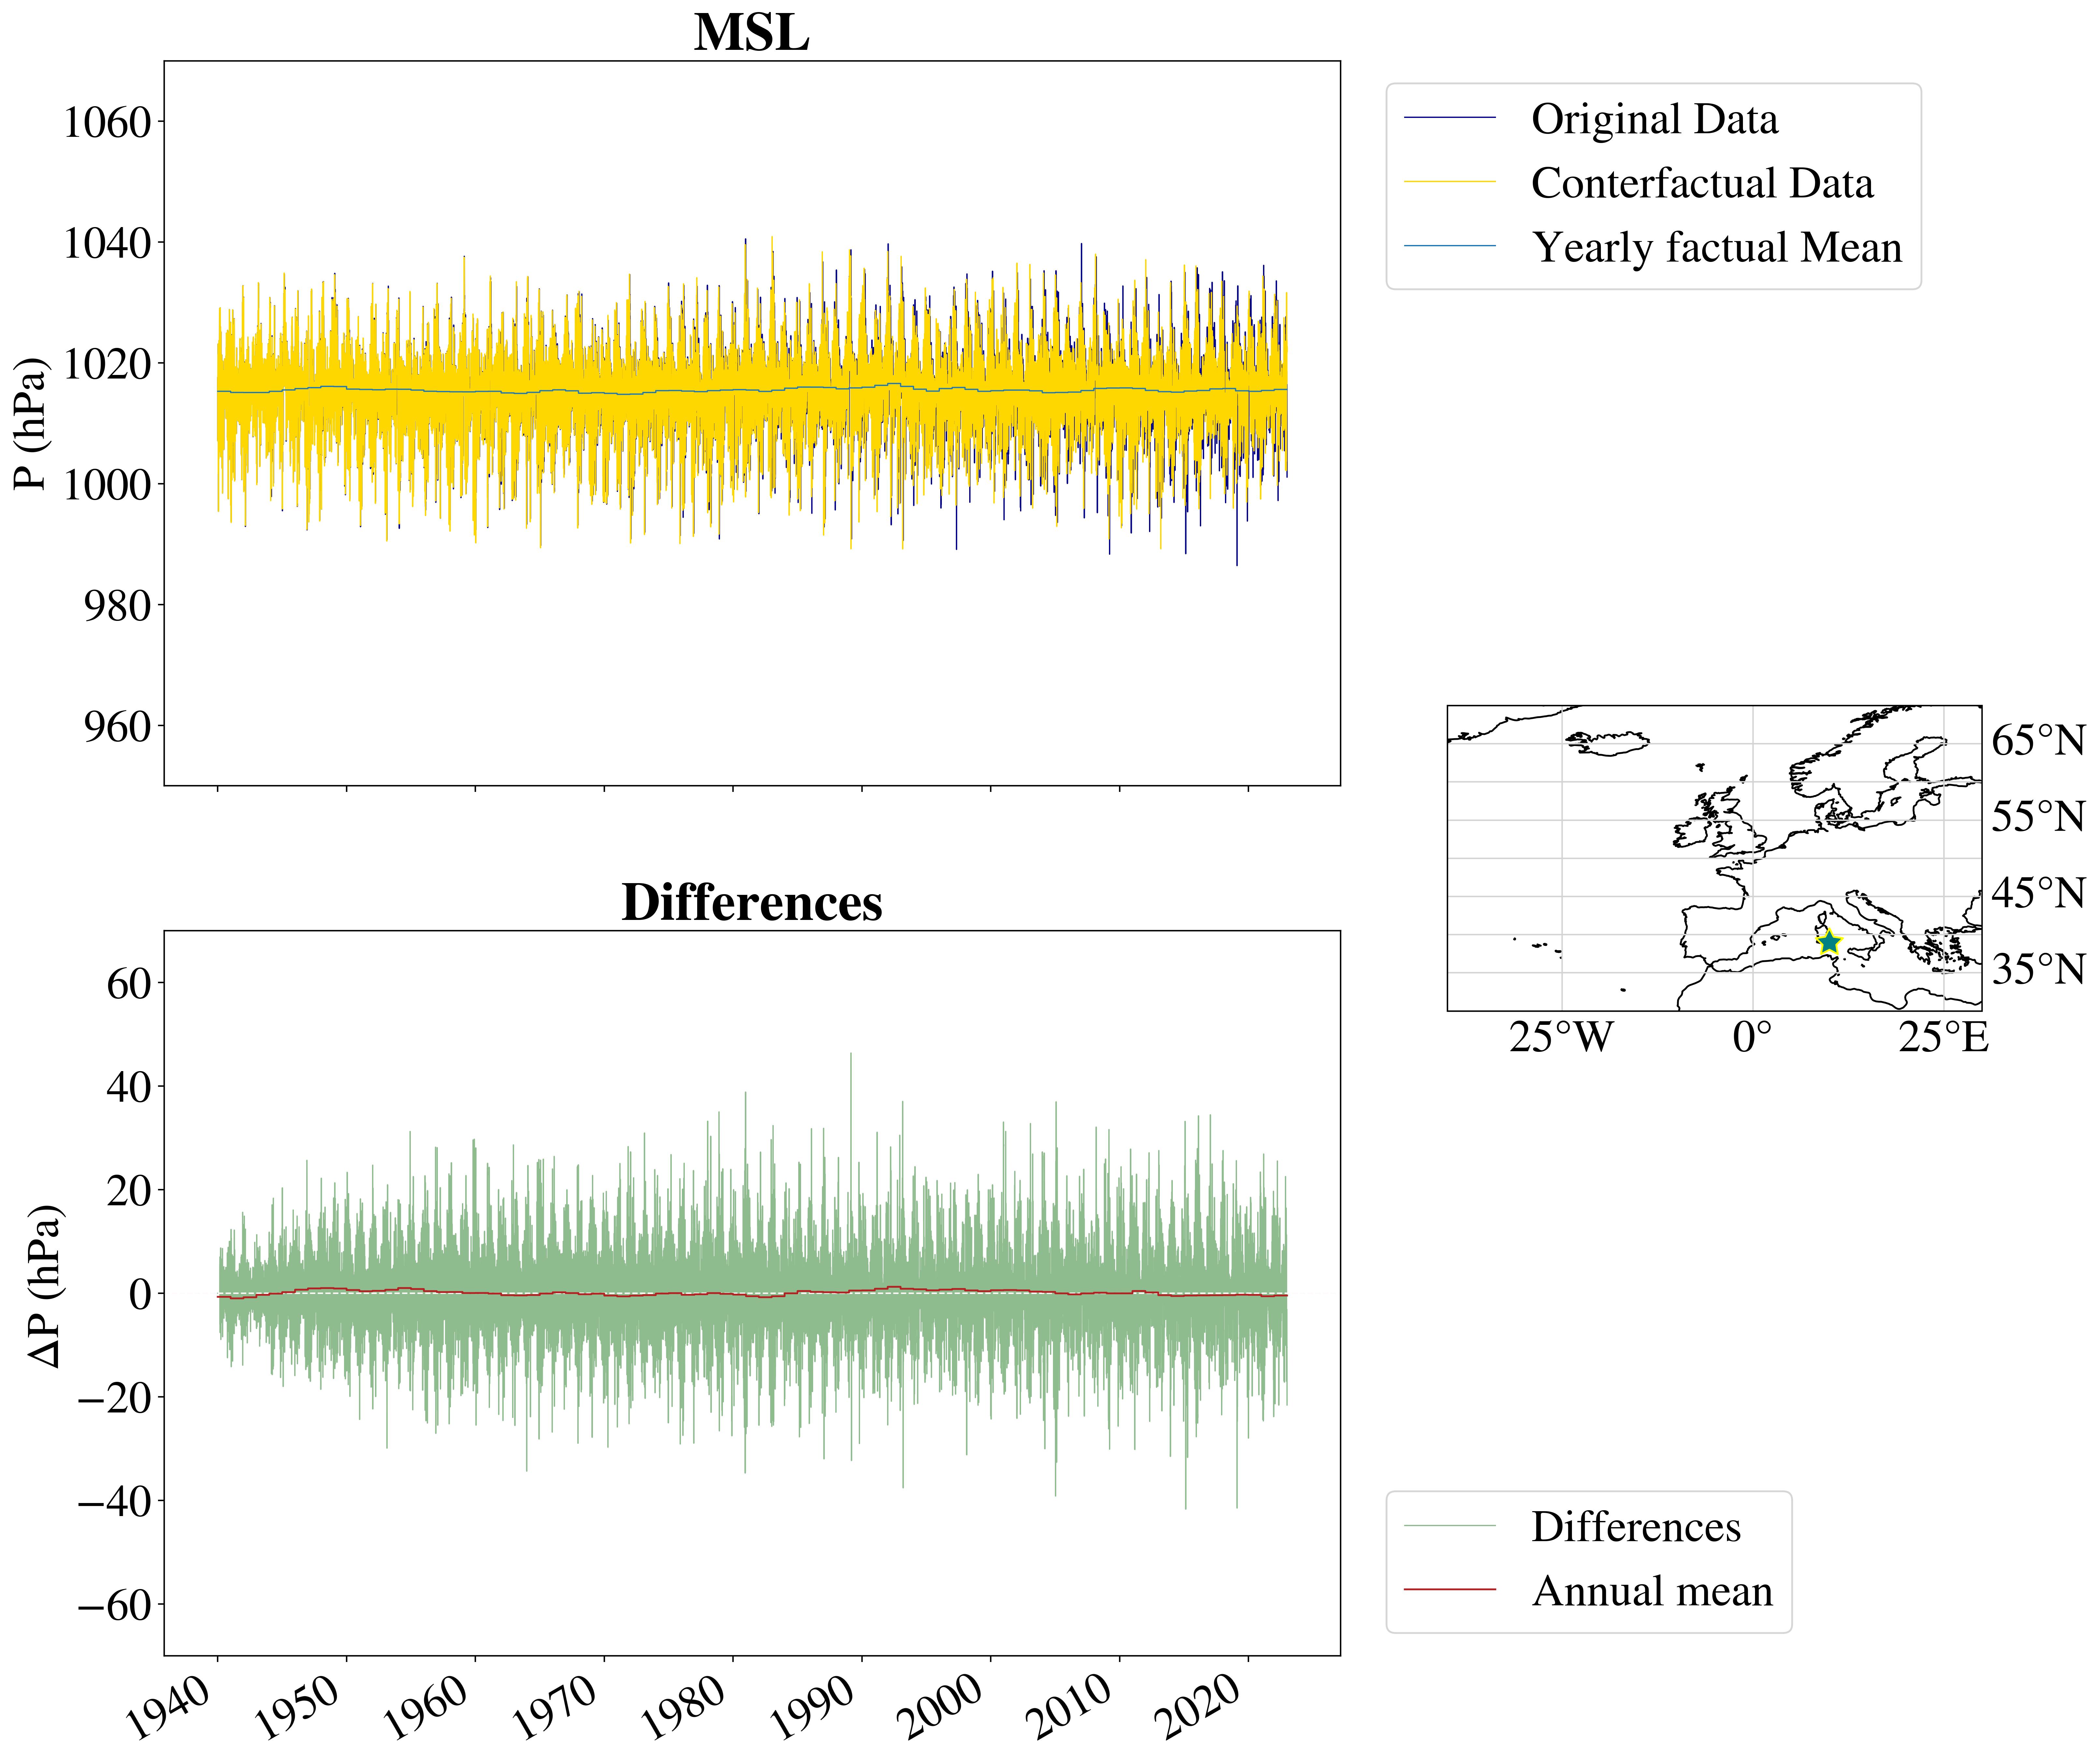 MSL
1060
1040
1020
1000
980
960
P (hPa)
Original Data
Conterfactual Data
Yearly factual Mean
65°N
55°N
45°N
35°N
25°W 0° 25°E
Differences
60
40
20
0
−20
−40
−60
ΔP (hPa)
1940 1950 1960 1970 1980 1990 2000 2010 2020
Differences
Annual mean